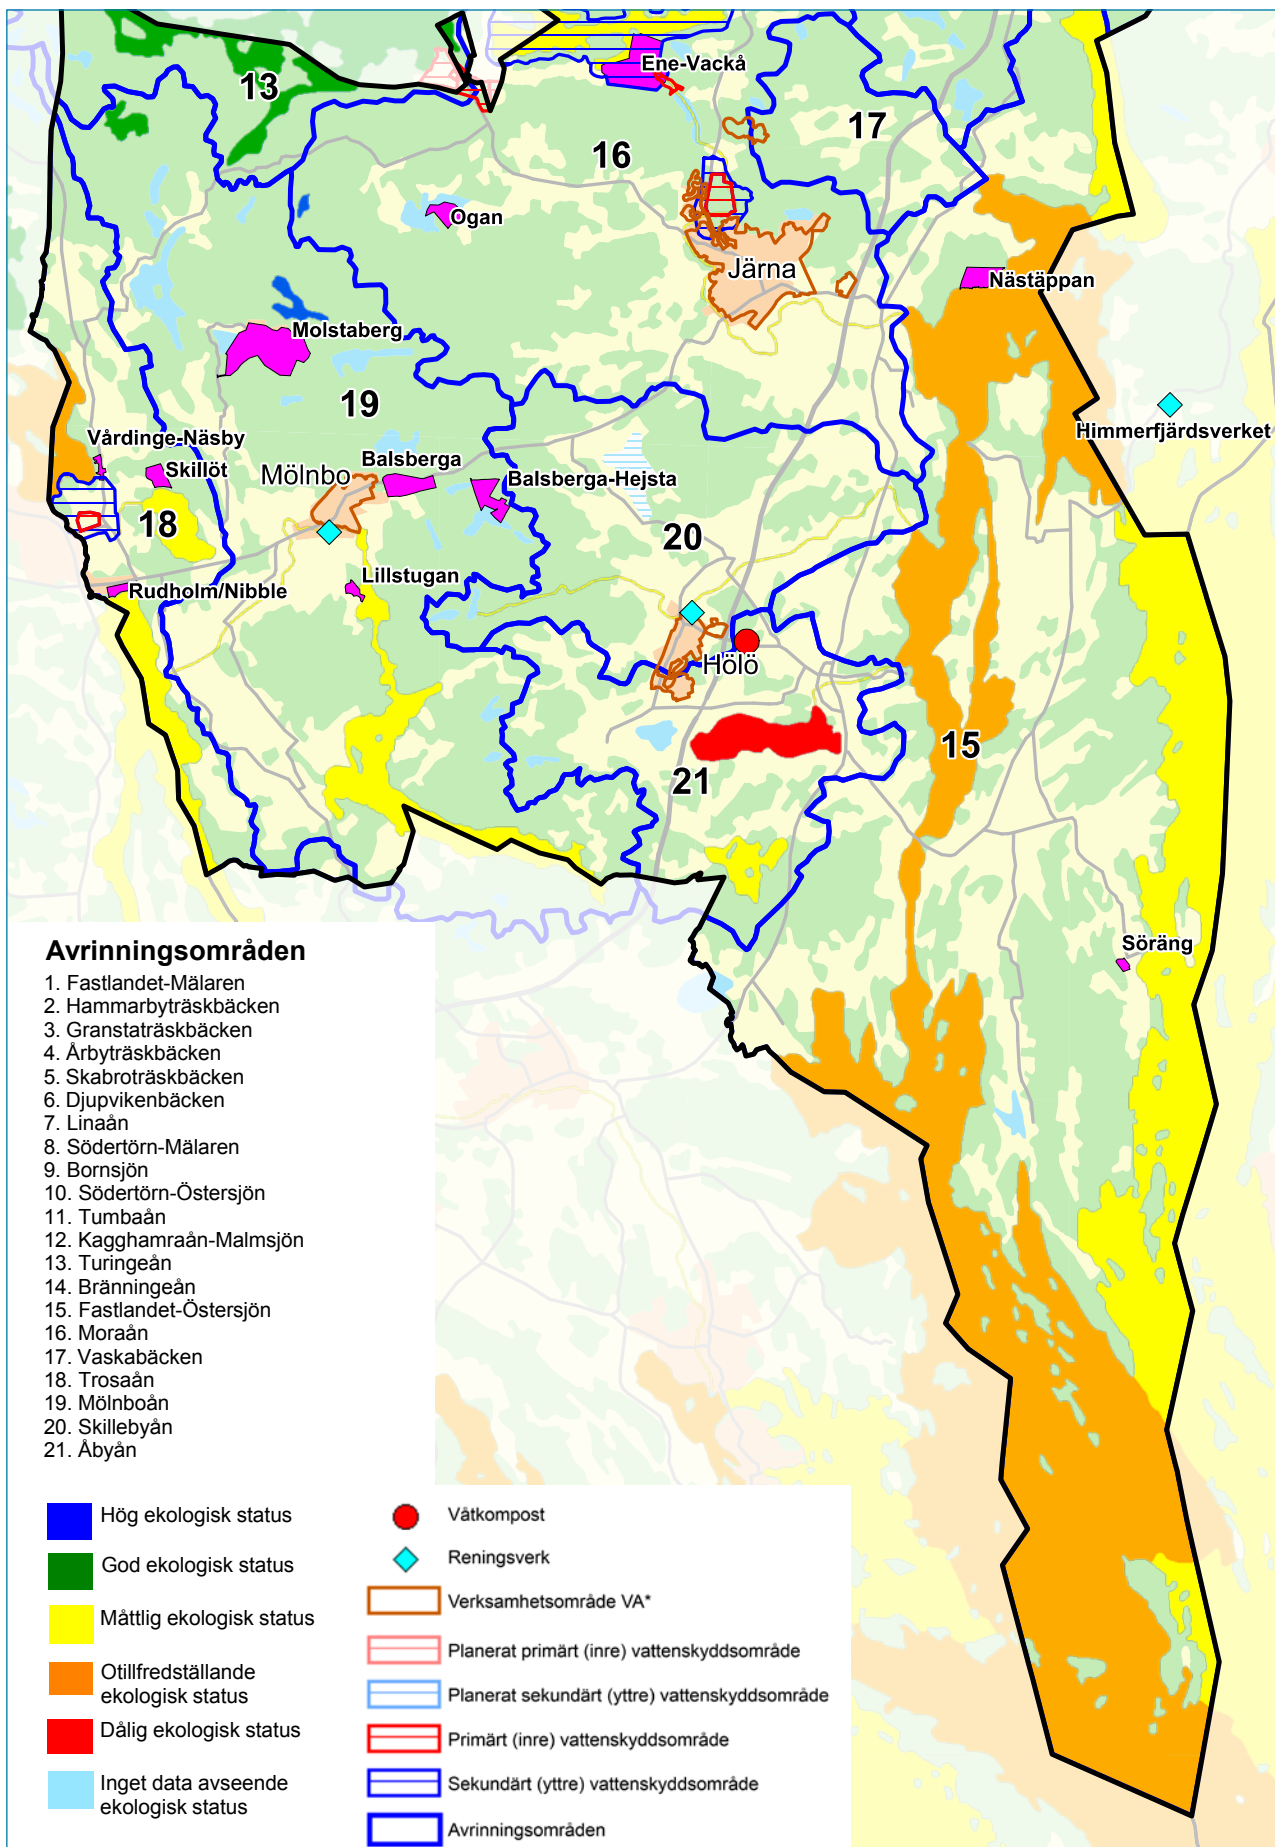 13
Ene-Vackå
17
16
Ogan
Järna
Nästäppan
Molstaberg
19
Himmerfjärdsverket
Vårdinge-Näsby
Skillöt
Mölnbo
Balsberga
Balsberga-Hejsta
18
20
Lillstugan
Rudholm/Nibble
Hölö
15
21
Söräng
Avrinningsområden
1. Fastlandet-Mälaren
2. Hammarbyträskbäcken
3. Granstaträskbäcken
4. Årbyträskbäcken
5. Skabroträskbäcken
6. Djupvikenbäcken
7. Linaån
8. Södertörn-Mälaren
9. Bornsjön
10. Södertörn-Östersjön
11. Tumbaån
12. Kagghamraån-Malmsjön
13. Turingeån
14. Bränningeån
15. Fastlandet-Östersjön
16. Moraån
17. Vaskabäcken
18. Trosaån
19. Mölnboån
20. Skillebyån
21. Åbyån
Hög ekologisk status
God ekologisk status
Måttlig ekologisk status
Otillfredställande
ekologisk status
Dålig ekologisk status
Inget data avseende
ekologisk status
Våtkompost
Reningsverk
Verksamhetsområde VA*
Planerat primärt (inre) vattenskyddsområde
Planerat sekundärt (yttre) vattenskyddsområde
Primärt (inre) vattenskyddsområde
Sekundärt (yttre) vattenskyddsområde
Avrinningsområden